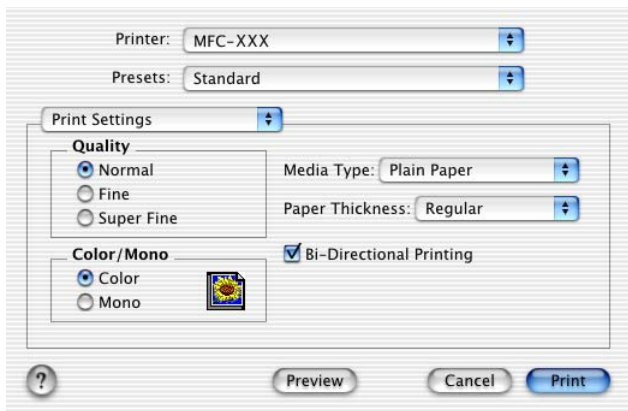 Printer: MFC-XXX
Presets: Standard
Print Settings
Quality
Normal
Fine
Super Fine
Media Type: Plain Paper
Paper Thickness: Regular
Color/Mono
Color
Mono
Bi-Directional Printing
?
Preview
Cancel
Print